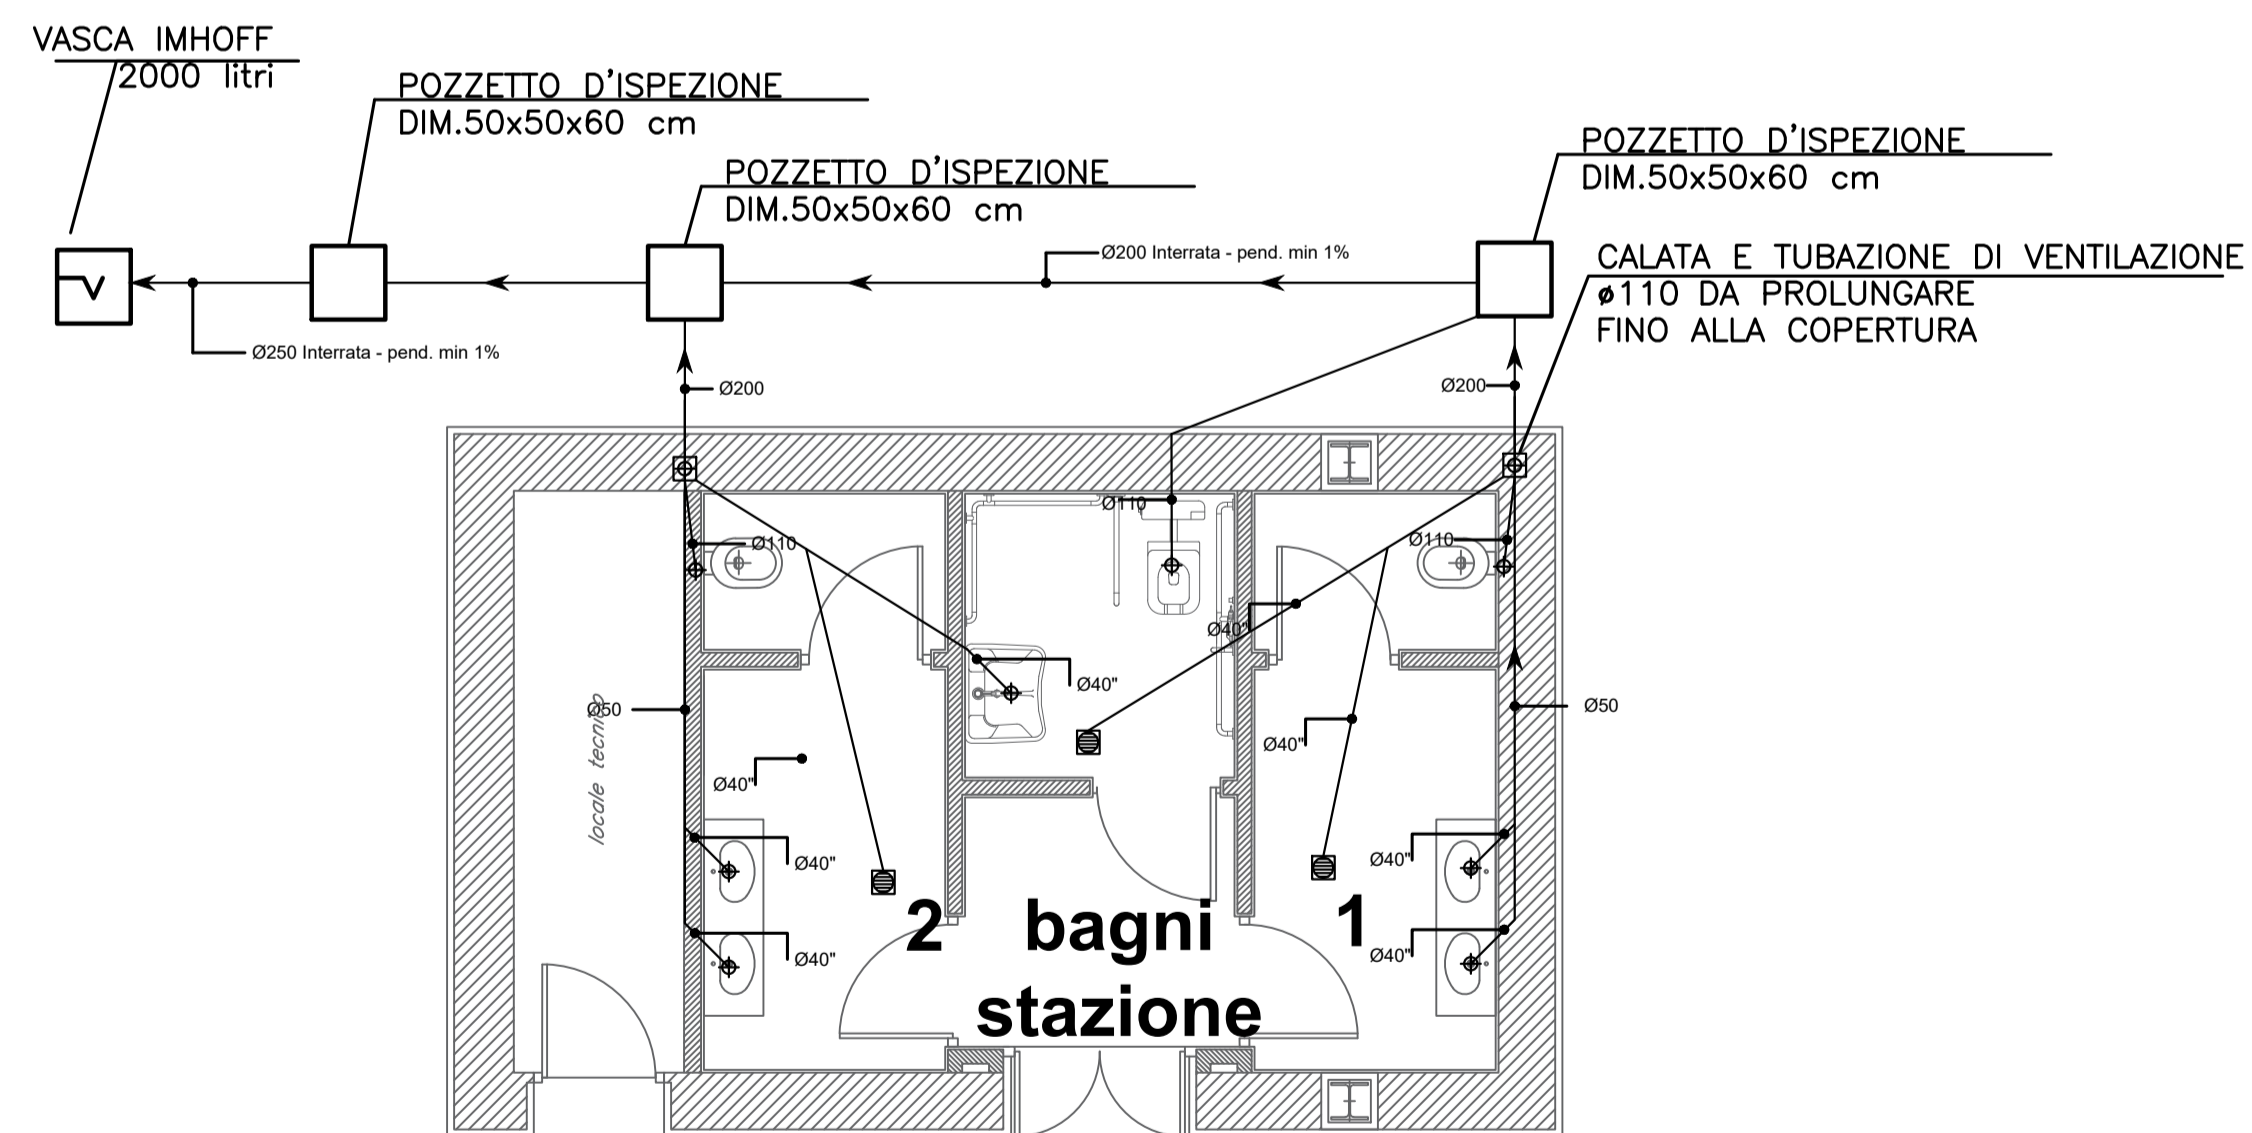 VASCA IMHOFF
2000 litri
POZZETTO D'ISPEZIONE
DIM.50x50x60 cm
POZZETTO D'ISPEZIONE
DIM.50x50x60 cm
POZZETTO D'ISPEZIONE
DIM.50x50x60 cm
Ø200 Interrata - pend. min 1%
CALATA E TUBAZIONE DI VENTILAZIONE
ø110 DA PROLUNGARE
FINO ALLA COPERTURA
Ø250 Interrata - pend. min 1%
Ø200
Ø200
Ø110
Ø110
Ø110
Ø40"
Ø40"
Ø50
Ø50
locale tecnico
Ø40"
Ø40"
Ø40"
Ø40"
Ø40"
Ø40"
2 bagni 1
stazione